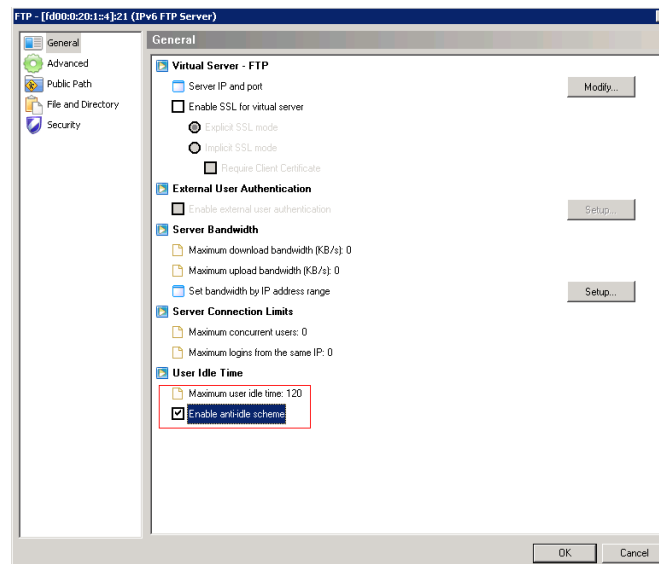 FTP - [fd00:0:20:1::4]:21 (IPv6 FTP Server)
General
Advanced
Public Path
File and Directory
Security
General
Virtual Server - FTP
Server IP and port
Modify...
Enable SSL for virtual server
Explicit SSL mode
Implicit SSL mode
Require Client Certificate
External User Authentication
Enable external user authentication
Setup...
Server Bandwidth
Maximum download bandwidth (KB/s): 0
Maximum upload bandwidth (KB/s): 0
Set bandwidth by IP address range
Setup...
Server Connection Limits
Maximum concurrent users: 0
Maximum logins from the same IP: 0
User Idle Time
Maximum user idle time: 120
Enable anti-idle scheme
OK
Cancel